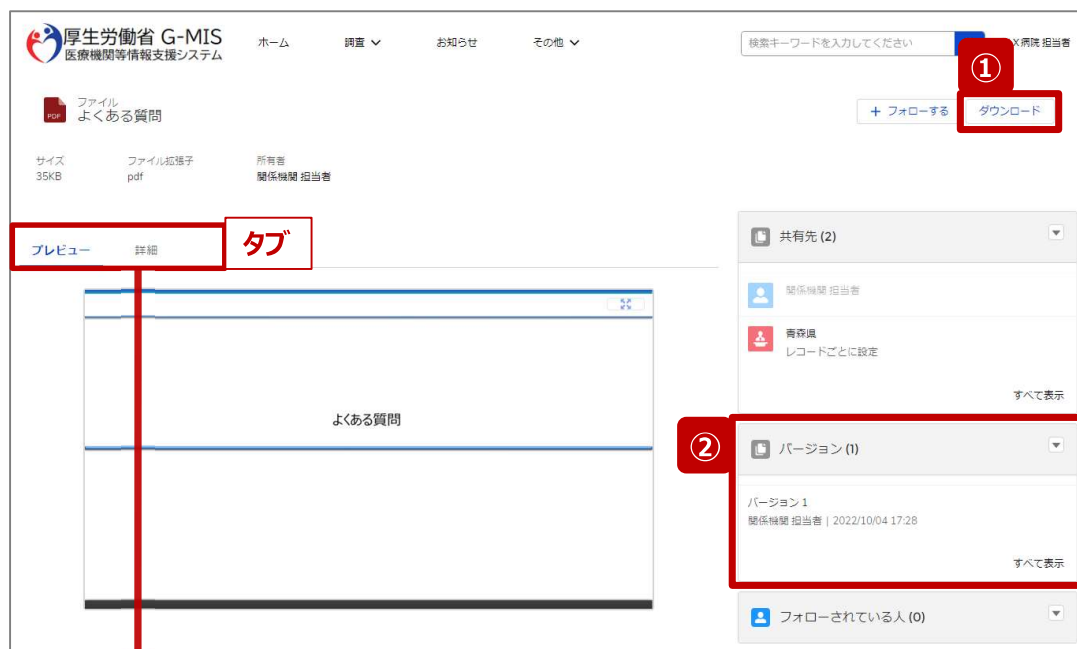 厚生労働省 G-MIS
医療機関等情報支援システム
ホーム
調査
お知らせ
その他
検索キーワードを入力してください
X病院 担当者
①
PDF
ファイル
よくある質問
+ フォローする
ダウンロード
サイズ
ファイル拡張子
所有者
35KB
pdf
関係機関 担当者
プレビュー
詳細
タブ
共有先 (2)
関係機関 担当者
青森県
レコードごとに設定
すべて表示
よくある質問
②
バージョン (1)
バージョン 1
関係機関 担当者 | 2022/10/04 17:28
すべて表示
フォローされている人 (0)